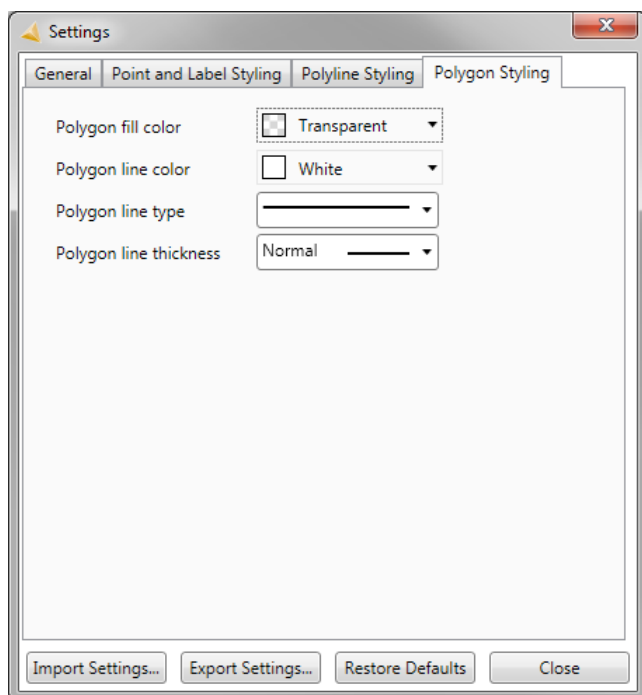 Settings
General Point and Label Styling Polyline Styling Polygon Styling
Polygon fill color Transparent
Polygon line color White
Polygon line type
Polygon line thickness Normal
Import Settings... Export Settings... Restore Defaults Close